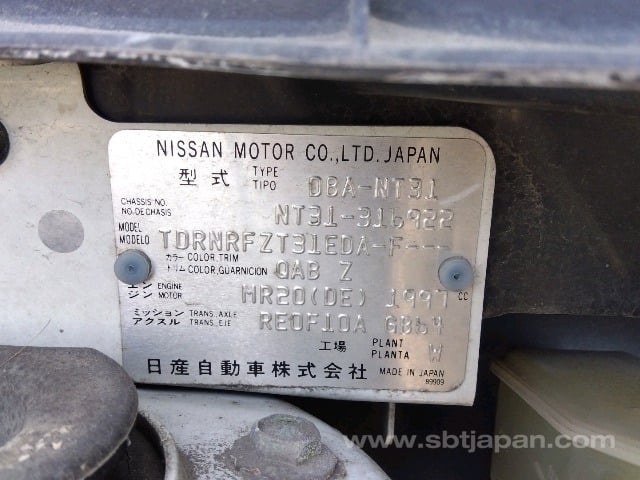 NISSAN MOTOR CO.,LTD. JAPAN
型式 TYPE TIPO DBA-NT31
CHASSIS NO. NO. DE CHASIS NT31-316922
MODEL MODELO TDRNRFZT31EDA-F---
カラー COLOR,TRIM トリム COLOR,GUARNICION QAB Z
エンジン ENGINE MOTOR MR20(DE) 1997 CC
ミッション TRANS. AXLE アクスル TRANS. EJE RE0F10A GB54
工場 PLANT PLANTA W
日産自動車株式会社 MADE IN JAPAN
89909
www.sbtjapan.com